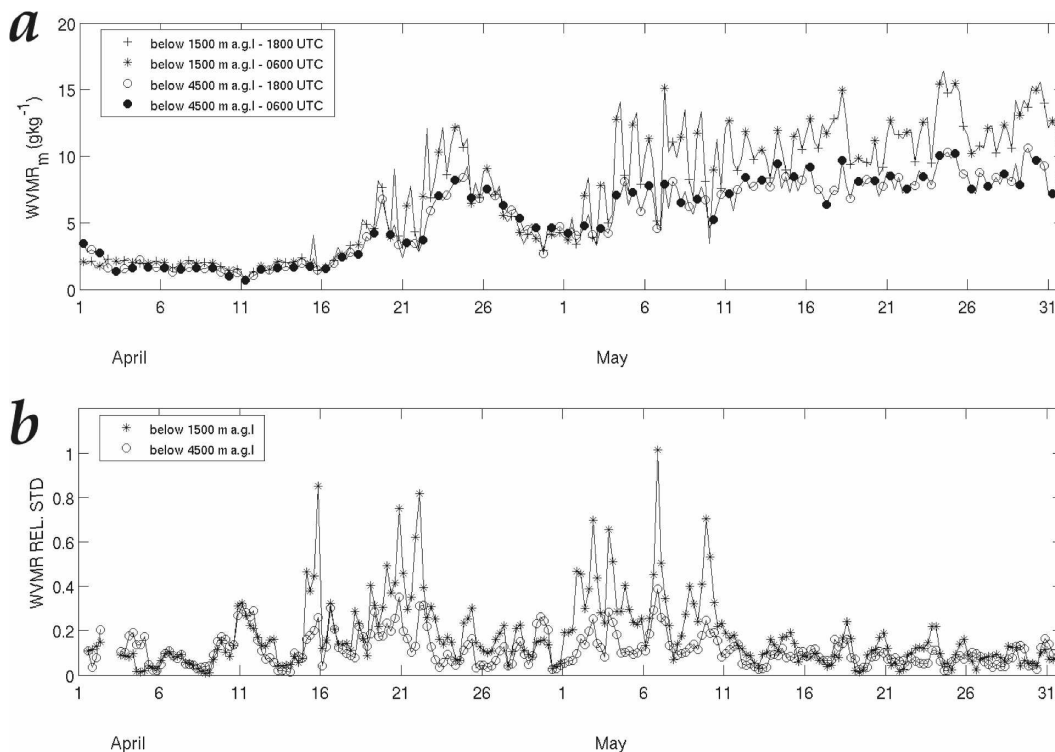 a
20
15
10
5
0
WVMRm (gkg-1)
+ below 1500 m a.g.l - 1800 UTC
* below 1500 m a.g.l - 0600 UTC
○ below 4500 m a.g.l - 1800 UTC
● below 4500 m a.g.l - 0600 UTC
1 6 11 16 21 26 1 6 11 16 21 26 31
April May
b
1
0.8
0.6
0.4
0.2
0
WVMR REL. STD
* below 1500 m a.g.l
○ below 4500 m a.g.l
1 6 11 16 21 26 1 6 11 16 21 26 31
April May